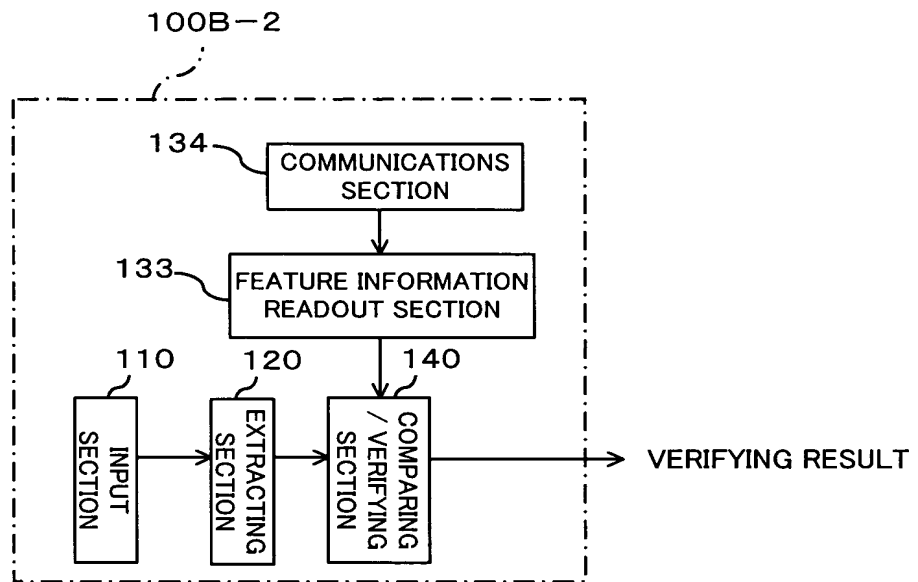 100B-2
134
COMMUNICATIONS
SECTION
133
FEATURE INFORMATION
READOUT SECTION
110
120
140
INPUT
SECTION
EXTRACTING
SECTION
COMPARING
/ VERIFYING
SECTION
VERIFYING RESULT